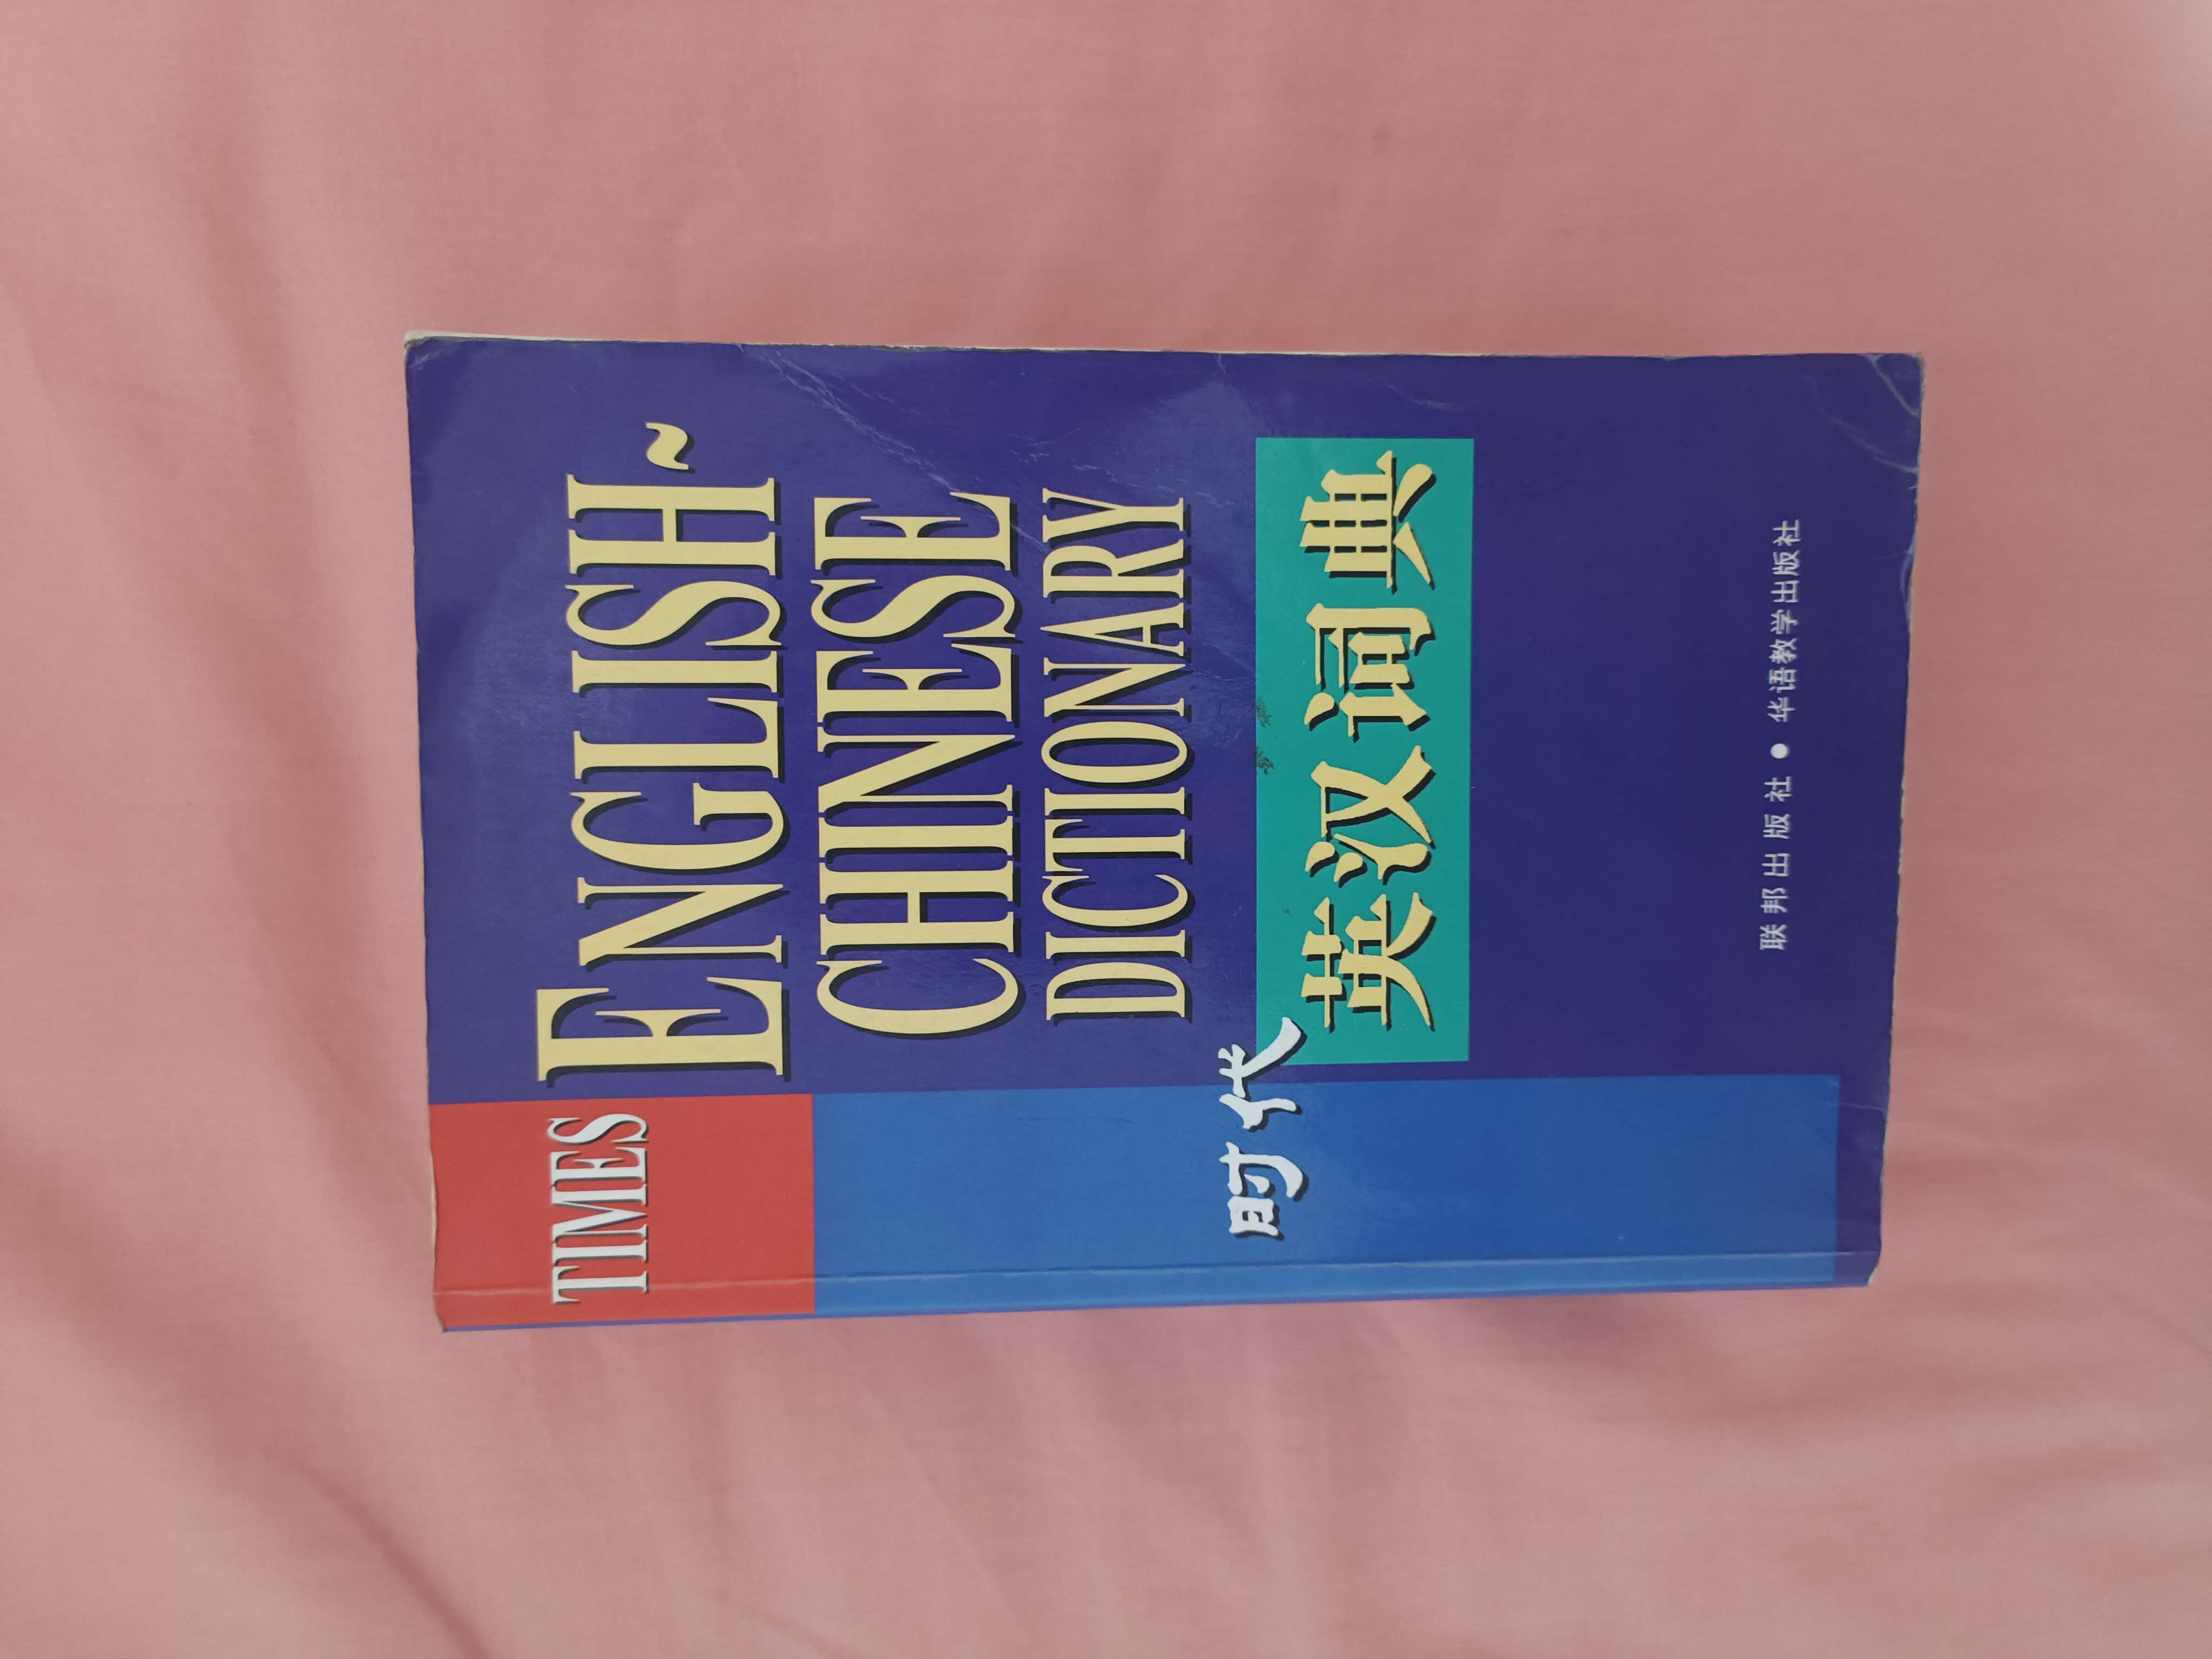 TIMES
ENGLISH~
CHINESE
DICTIONARY
时代
英汉词典
联邦出版社 • 华语教学出版社